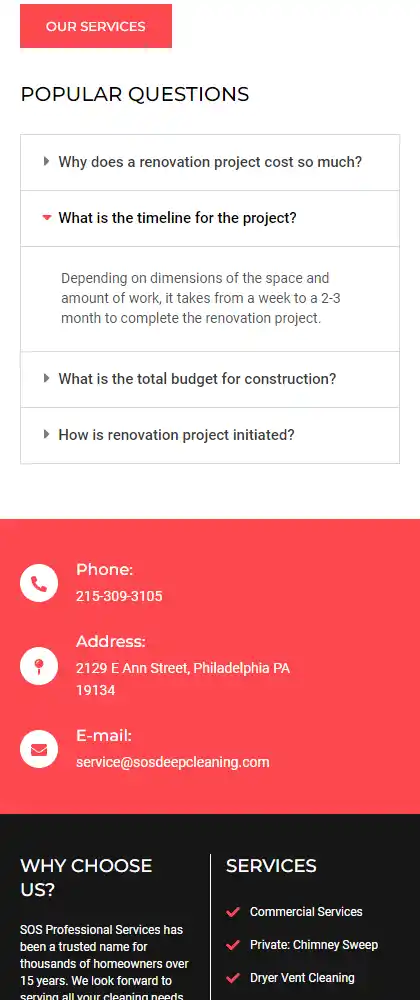 OUR SERVICES
POPULAR QUESTIONS
Why does a renovation project cost so much?
What is the timeline for the project?
Depending on dimensions of the space and
amount of work, it takes from a week to a 2-3
month to complete the renovation project.
What is the total budget for construction?
How is renovation project initiated?
Phone:
215-309-3105
Address:
2129 E Ann Street, Philadelphia PA
19134
E-mail:
service@sosdeepcleaning.com
WHY CHOOSE
US?
SOS Professional Services has
been a trusted name for
thousands of homeowners over
15 years. We look forward to
serving all your cleaning needs
SERVICES
Commercial Services
Private: Chimney Sweep
Dryer Vent Cleaning